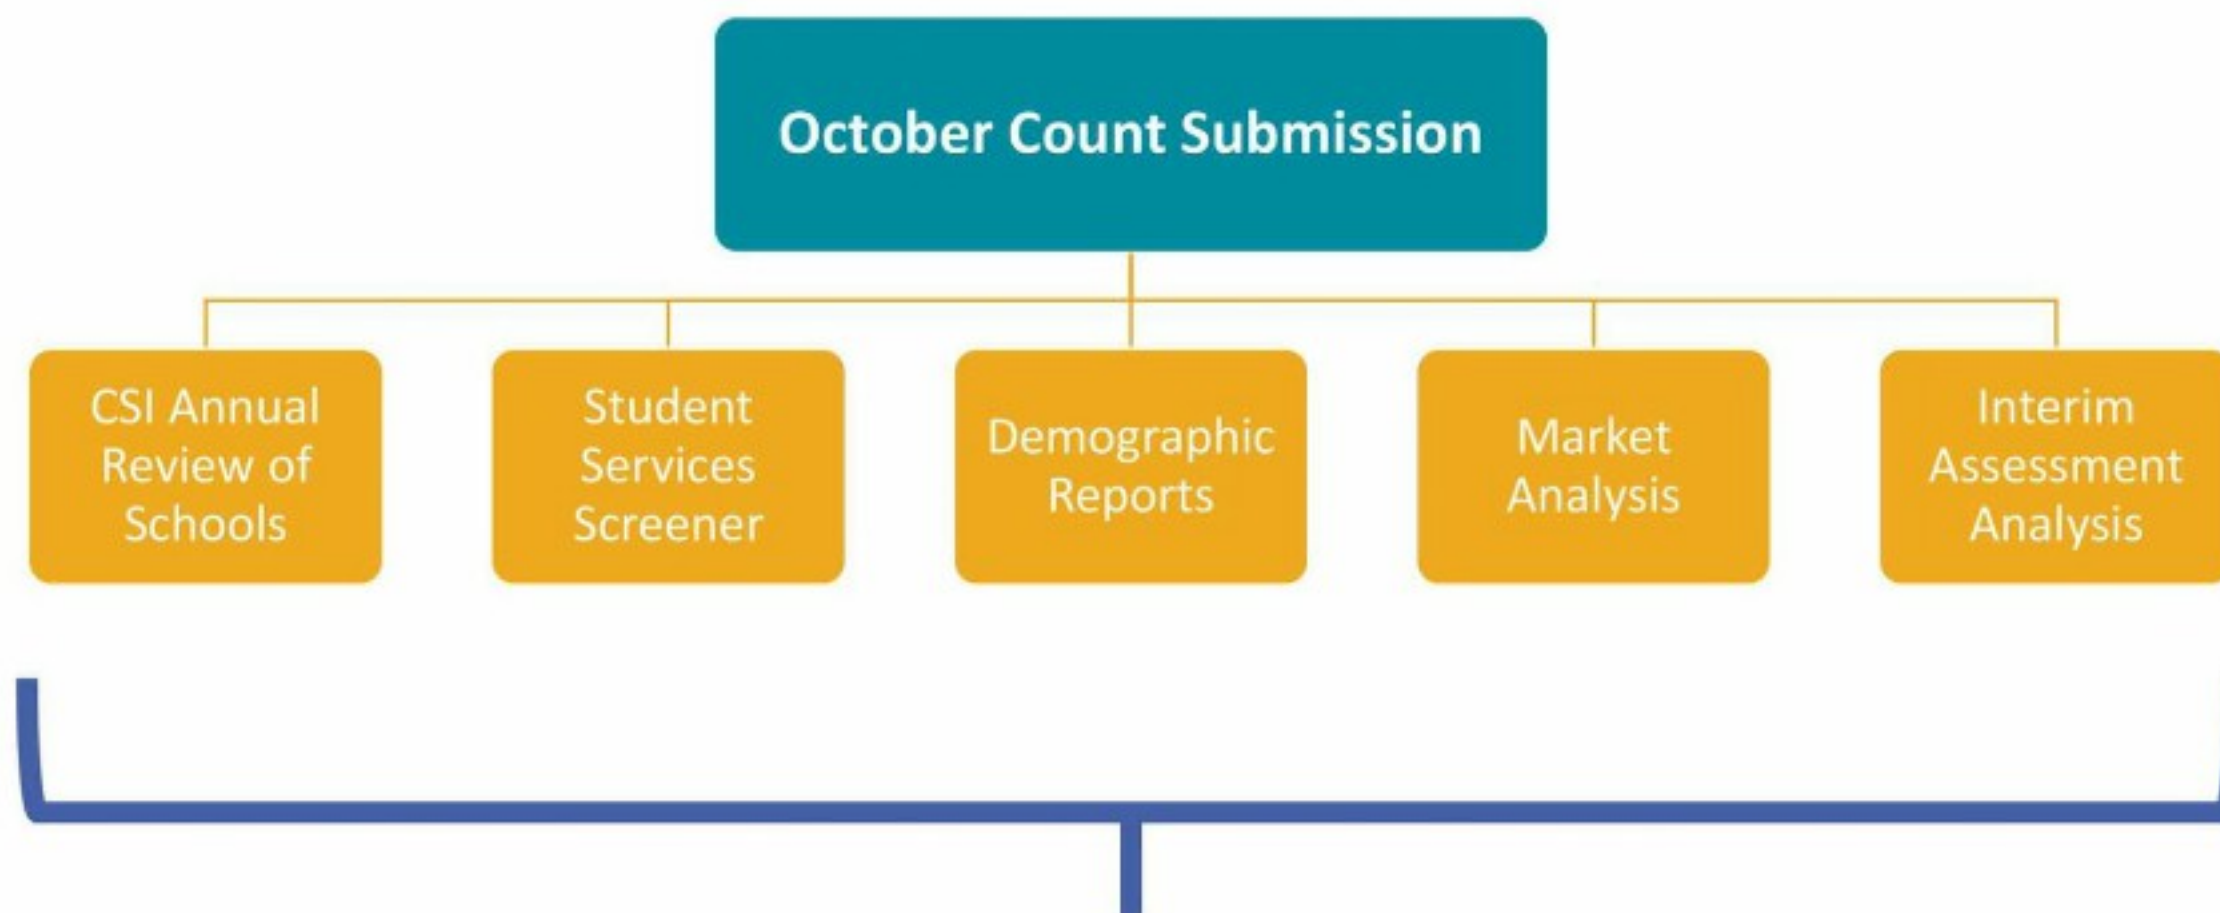 October Count Submission
CSI Annual
Review of
Schools
Student
Services
Screener
Demographic
Reports
Market
Analysis
Interim
Assessment
Analysis